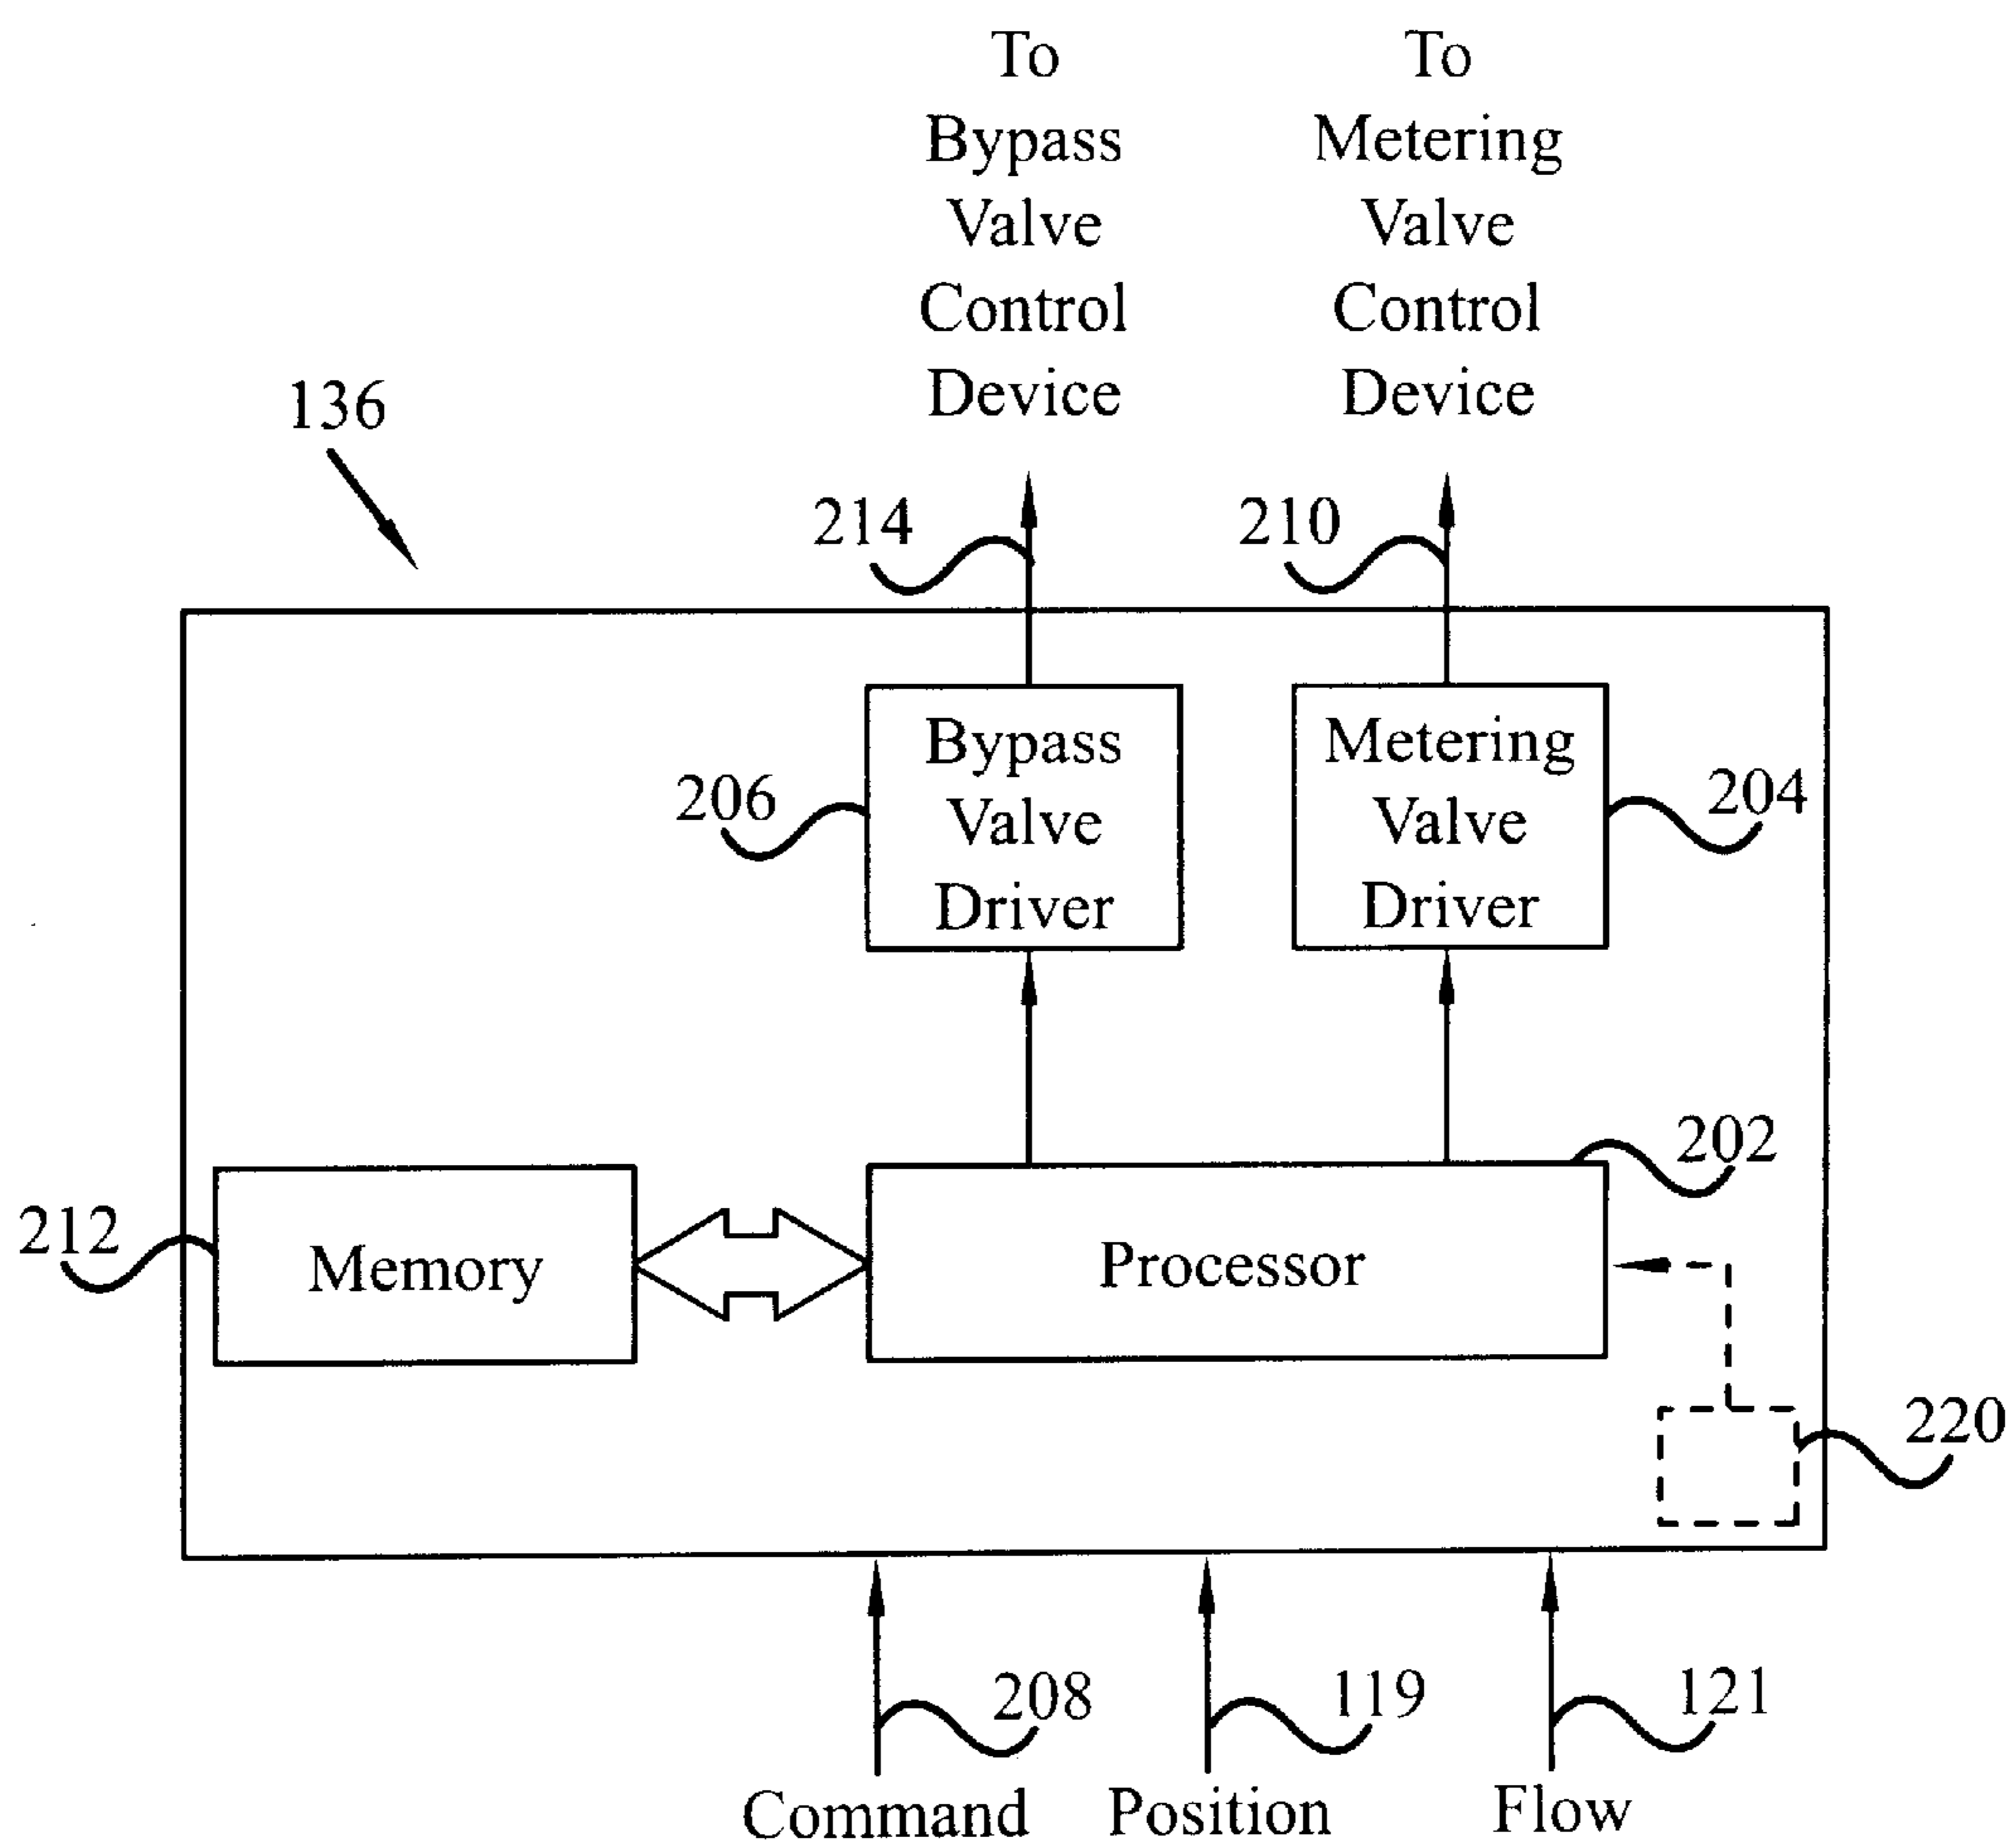 To
Bypass
Valve
Control
Device
To
Metering
Valve
Control
Device
136
214
210
Bypass
Valve
Driver
Metering
Valve
Driver
206
204
202
212
Memory
Processor
220
208
119
121
Command
Position
Flow